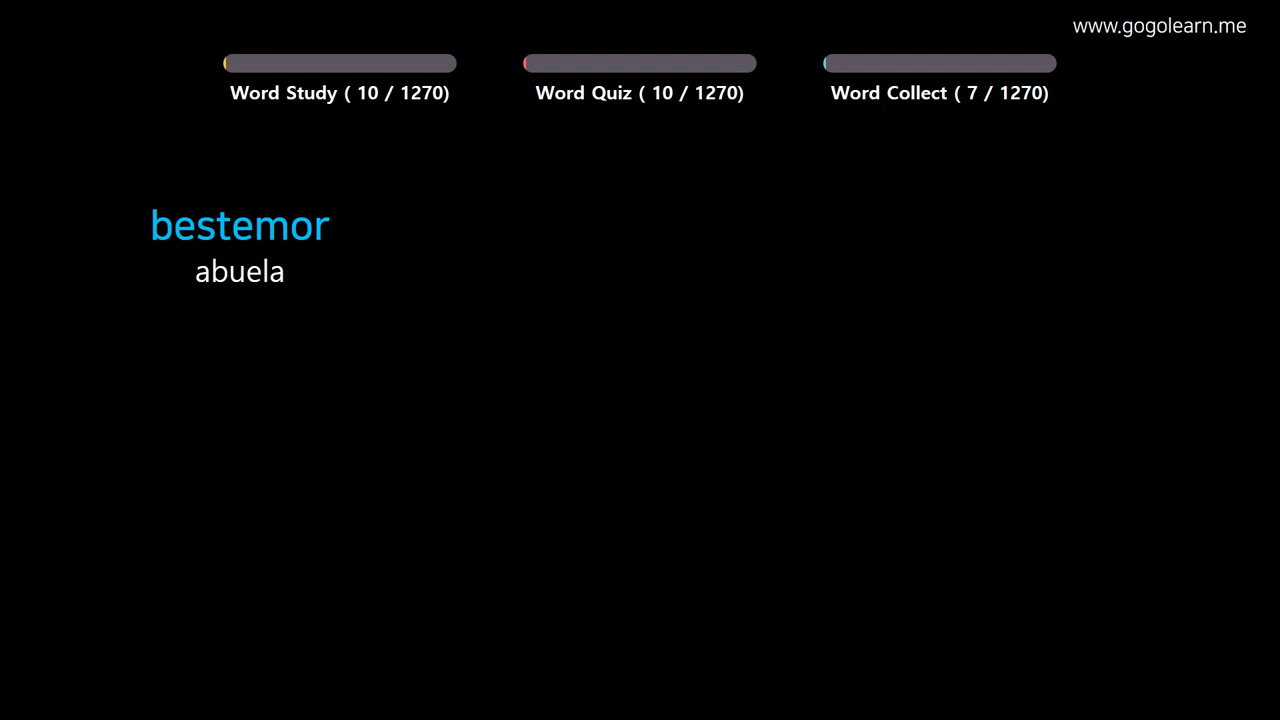 www.gogolearn.me
Word Study ( 10 / 1270)
Word Quiz ( 10 / 1270)
Word Collect ( 7 / 1270)
bestemor
abuela